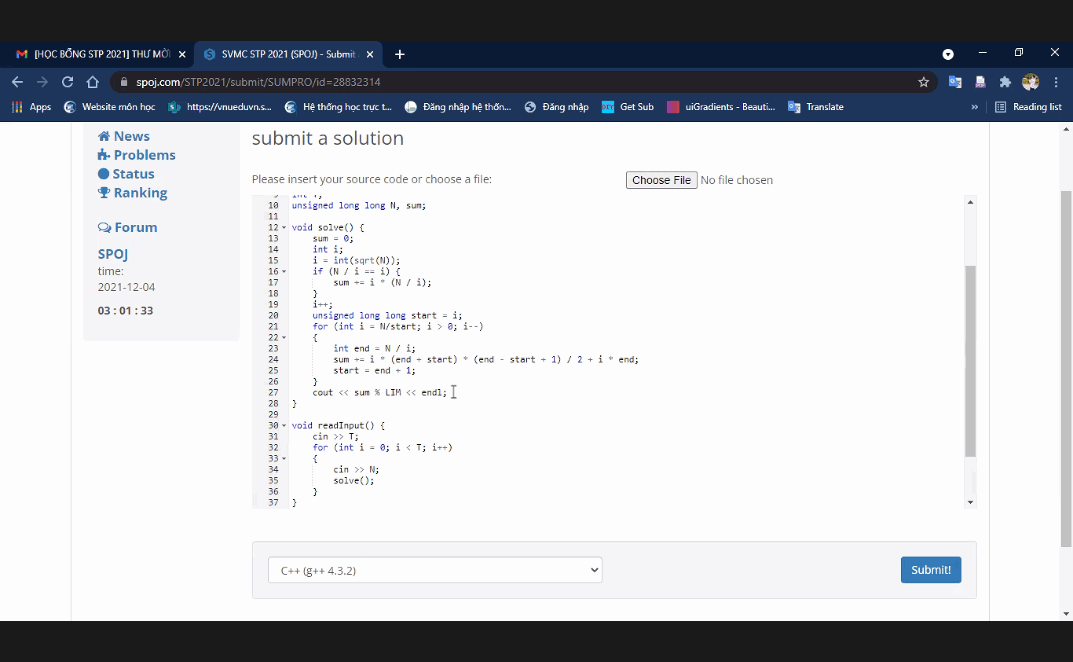 [HỌC BỔNG STP 2021] THƯ MỜI
SVMC STP 2021 (SPOJ) - Submit
spoj.com/STP2021/submit/SUMPRO/id=28832314
Apps
Website môn học
https://vnueduvn.s...
Hệ thống học trực t...
Đăng nhập hệ thốn...
Đăng nhập
DIY
Get Sub
uiGradients - Beauti...
Translate
»
Reading list
News
Problems
Status
Ranking
Forum
SPOJ
time:
2021-12-04
03 : 01 : 33
submit a solution
Please insert your source code or choose a file:
Choose File No file chosen
10 unsigned long long N, sum;
11
12 void solve() {
13 sum = 0;
14 int i;
15 i = int(sqrt(N));
16 if (N / i == i) {
17 sum += i * (N / i);
18 }
19 i++;
20 unsigned long long start = i;
21 for (int i = N/start; i > 0; i--)
22 {
23 int end = N / i;
24 sum += i * (end + start) * (end - start + 1) / 2 + i * end;
25 start = end + 1;
26 }
27 cout << sum % LIM << endl;
28 }
29
30 void readInput() {
31 cin >> T;
32 for (int i = 0; i < T; i++)
33 {
34 cin >> N;
35 solve();
36 }
37 }
C++ (g++ 4.3.2)
Submit!